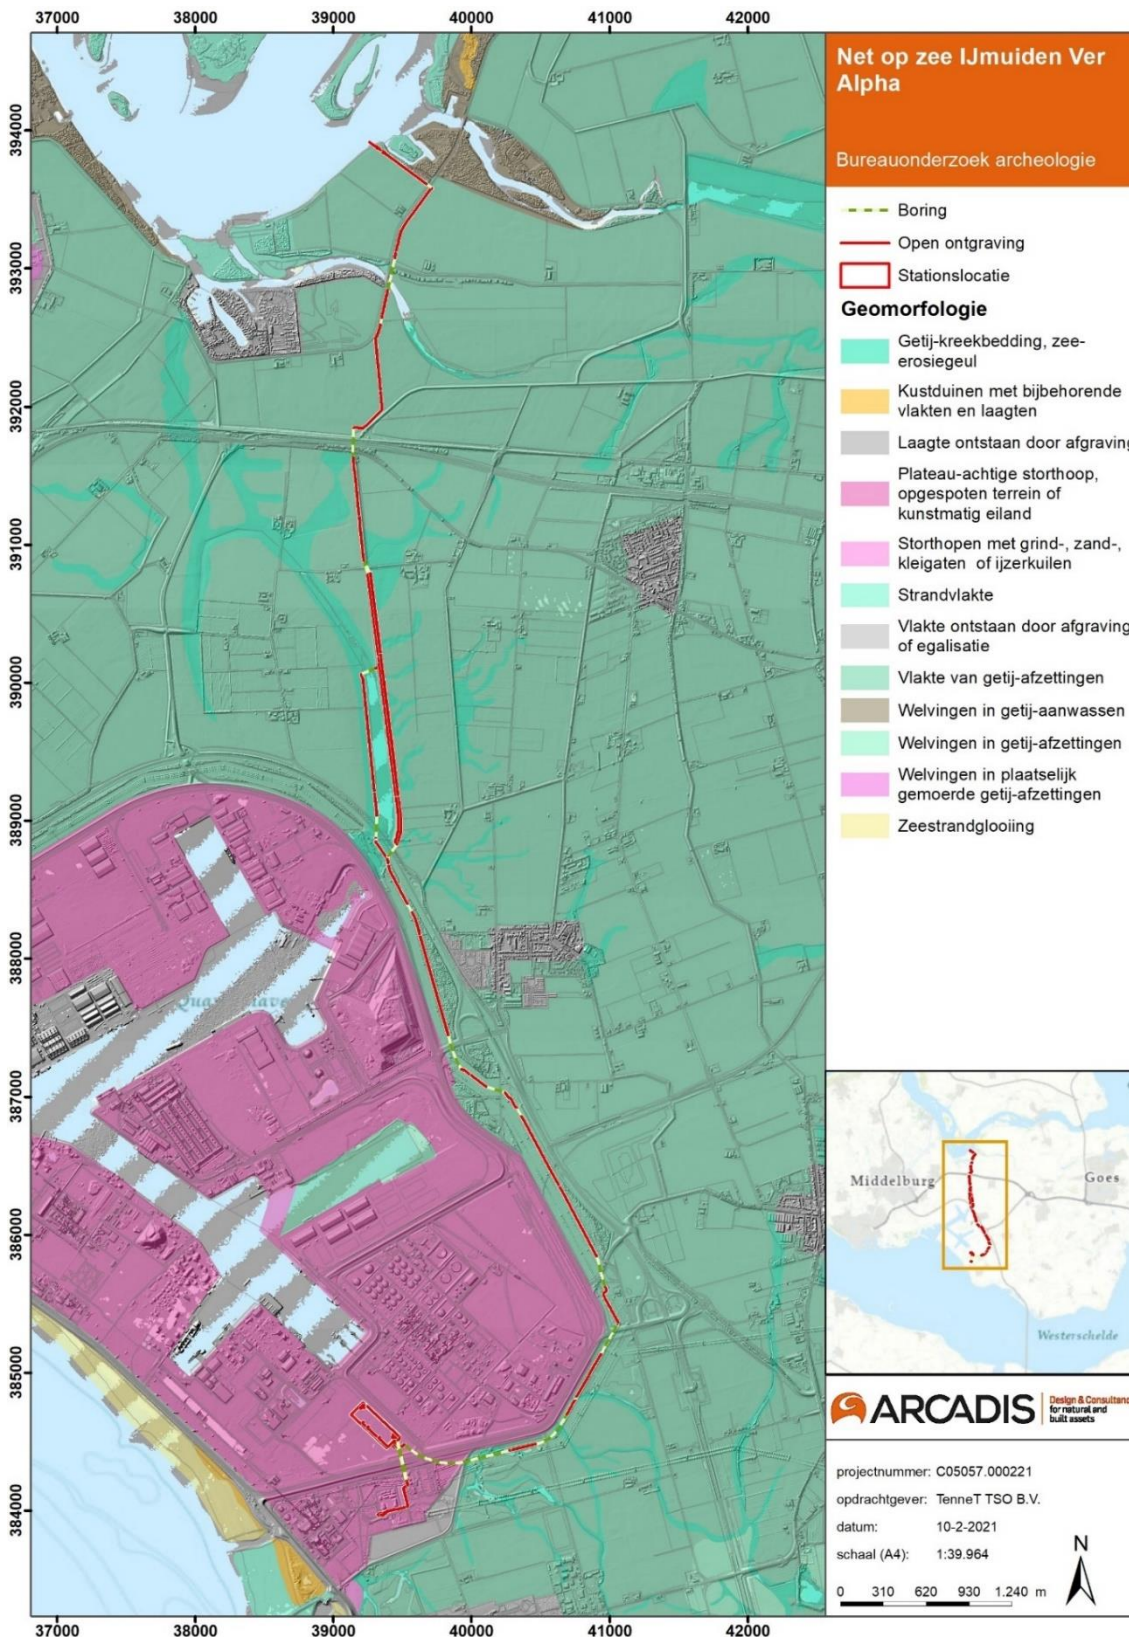 37000 38000 39000 40000 41000 42000
394000
393000
392000
391000
390000
389000
388000
387000
386000
385000
384000
37000 38000 39000 40000 41000 42000
Net op zee IJmuiden Ver
Alpha
Bureauonderzoek archeologie
Boring
Open ontgraving
Stationslocatie
Geomorfologie
Getij-kreekbedding, zee-
erosiegeul
Kustduinen met bijbehorende
vlakten en laagten
Laagte ontstaan door afgraving
Plateau-achtige storthoop,
opgespoten terrein of
kunstmatig eiland
Storthopen met grind-, zand-,
kleigaten of ijzerkuilen
Strandvlakte
Vlakte ontstaan door afgraving
of egalisatie
Vlakte van getij-afzettingen
Welvingen in getij-aanwassen
Welvingen in getij-afzettingen
Welvingen in plaatselijk
gemoerde getij-afzettingen
Zeestrandglooiing
Middelburg
Goes
Westerschelde
ARCADIS
Design & Consultanc
for natural and
built assets
projectnummer: C05057.000221
opdrachtgever: TenneT TSO B.V.
datum: 10-2-2021
schaal (A4): 1:39.964
N
0 310 620 930 1.240 m